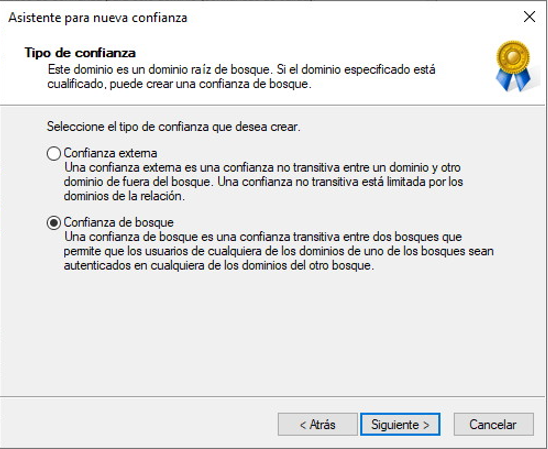 Asistente para nueva confianza
Tipo de confianza
Este dominio es un dominio raíz de bosque. Si el dominio especificado está
cualificado, puede crear una confianza de bosque.
Seleccione el tipo de confianza que desea crear.
Confianza externa
Una confianza externa es una confianza no transitiva entre un dominio y otro
dominio de fuera del bosque. Una confianza no transitiva está limitada por los
dominios de la relación.
Confianza de bosque
Una confianza de bosque es una confianza transitiva entre dos bosques que
permite que los usuarios de cualquiera de los dominios de uno de los bosques sean
autenticados en cualquiera de los dominios del otro bosque.
< Atrás
Siguiente >
Cancelar